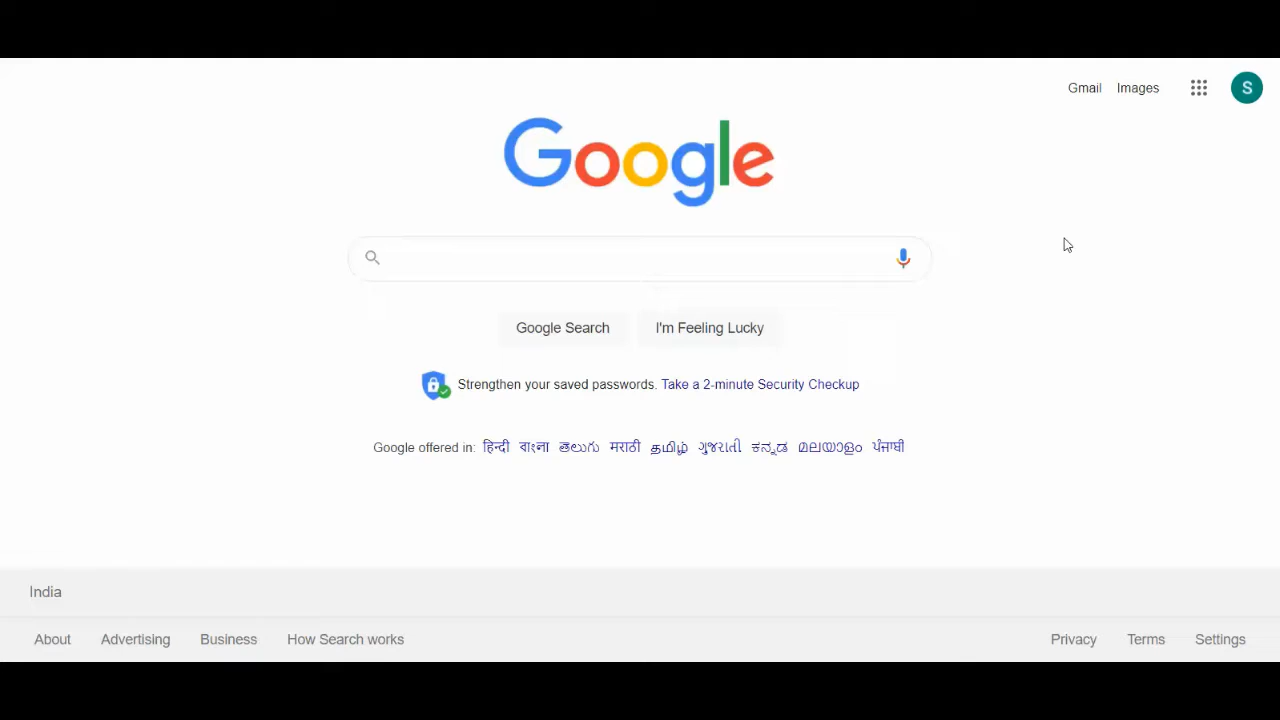 Gmail Images S
Google
Google Search I'm Feeling Lucky
Strengthen your saved passwords. Take a 2-minute Security Checkup
Google offered in: हिन्दी বাংলা తెలుగు मराठी தமிழ் ગુજરાતી ಕನ್ನಡ മലയാളം ਪੰਜਾਬੀ
India
About Advertising Business How Search works Privacy Terms Settings